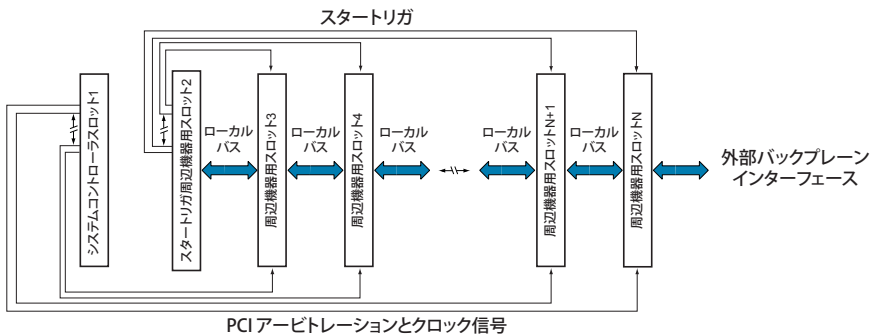 スタートリガ
システムコントローラスロット1
スタートリガ周辺機器用スロット2
ローカル
バス
周辺機器用スロット3
ローカル
バス
周辺機器用スロット4
ローカル
バス
ローカル
バス
周辺機器用スロットN+1
ローカル
バス
周辺機器用スロットN
外部バックプレーン
インターフェース
PCI アービトレーションとクロック信号